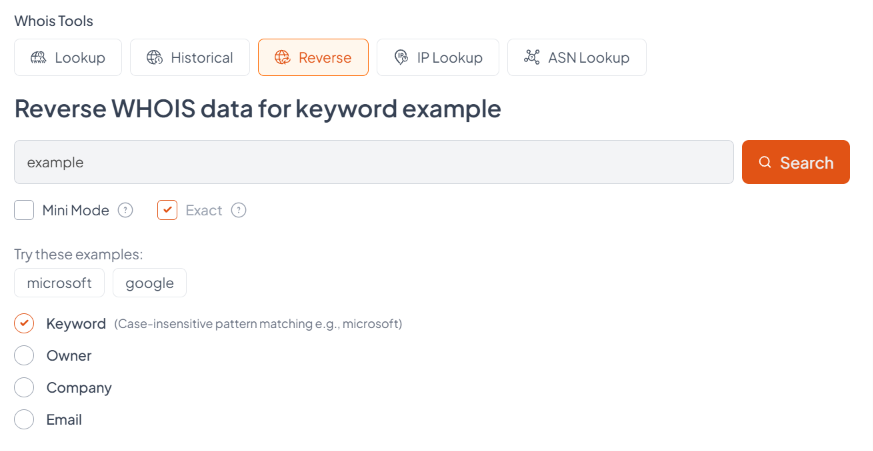 Whois Tools
Lookup Historical Reverse IP Lookup ASN Lookup
Reverse WHOIS data for keyword example
example Search
Mini Mode ? Exact ?
Try these examples:
microsoft google
Keyword (Case-insensitive pattern matching e.g., microsoft)
Owner
Company
Email